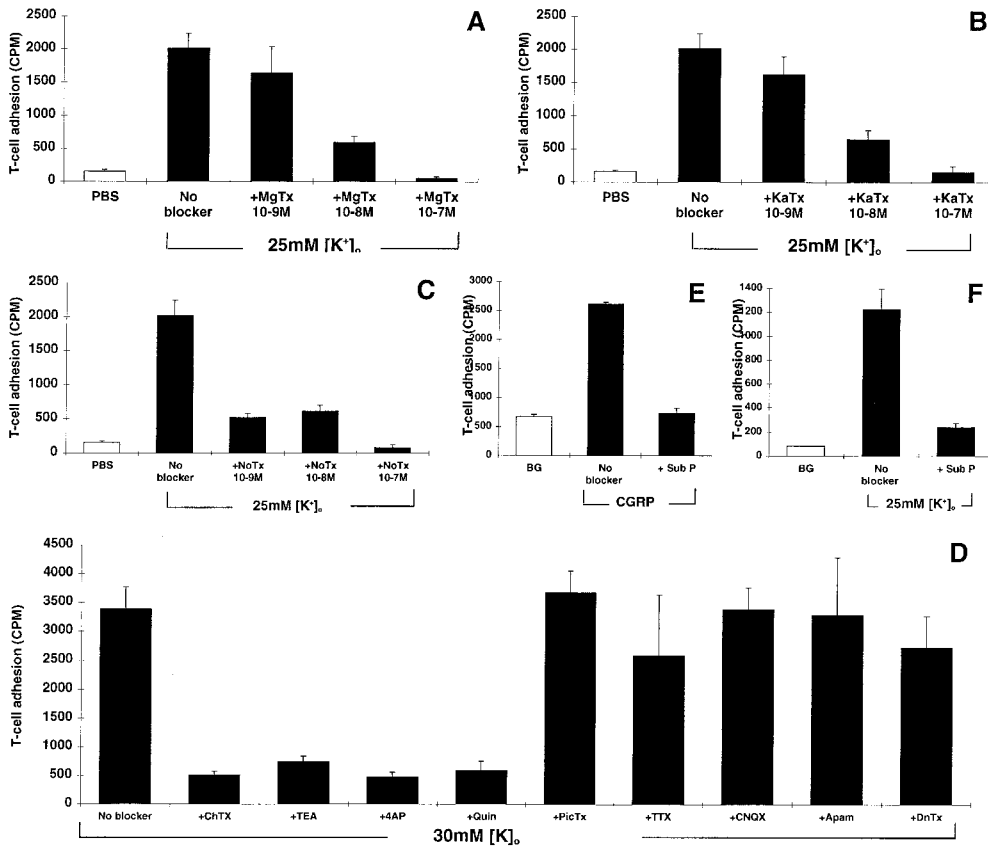 A
T-cell adhesion (CPM)
2500
2000
1500
1000
500
0
PBS
No blocker
+MgTx 10-9M
+MgTx 10-8M
+MgTx 10-7M
25mM [K+]o
B
T-cell adhesion (CPM)
2500
2000
1500
1000
500
0
PBS
No blocker
+KaTx 10-9M
+KaTx 10-8M
+KaTx 10-7M
25mM [K+]o
C
T-cell adhesion (CPM)
2500
2000
1500
1000
500
0
PBS
No blocker
+NoTx 10-9M
+NoTx 10-8M
+NoTx 10-7M
25mM [K+]o
E
T-cell adhesion (CPM)
3000
2500
2000
1500
1000
500
0
BG
No blocker
+ Sub P
CGRP
F
T-cell adhesion (CPM)
1400
1200
1000
800
600
400
200
0
BG
No blocker
+ Sub P
25mM [K+]o
D
T-cell adhesion (CPM)
4500
4000
3500
3000
2500
2000
1500
1000
500
0
No blocker
+ChTX
+TEA
+4AP
+Quin
+PicTx
+TTX
+CNQX
+Apam
+DnTx
30mM [K]o